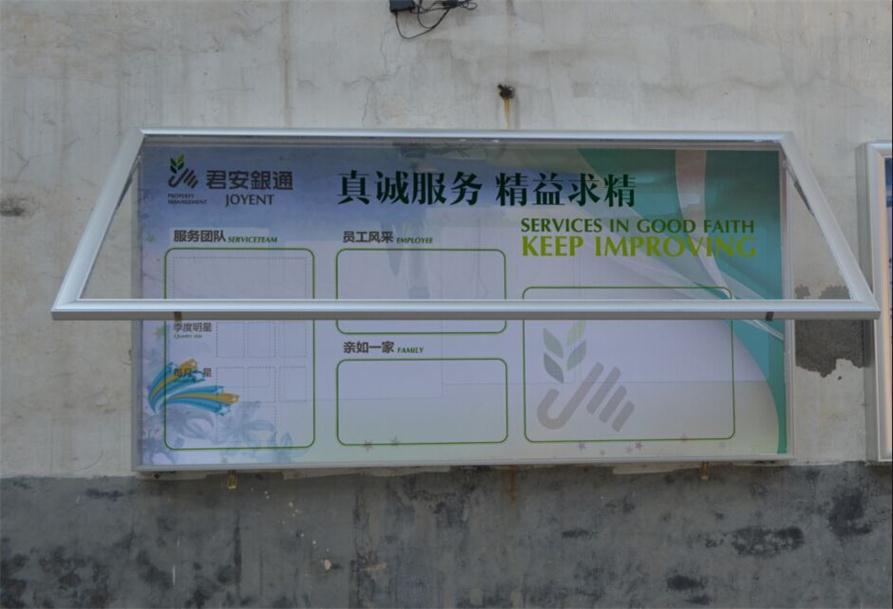 君安銀通
PROPERTY
MANAGEMENT
JOYENT
真诚服务 精益求精
SERVICES IN GOOD FAITH
KEEP IMPROVING
服务团队 SERVICETEAM
员工风采 EMPLOYEE
季度明星
亲如一家 FAMILY